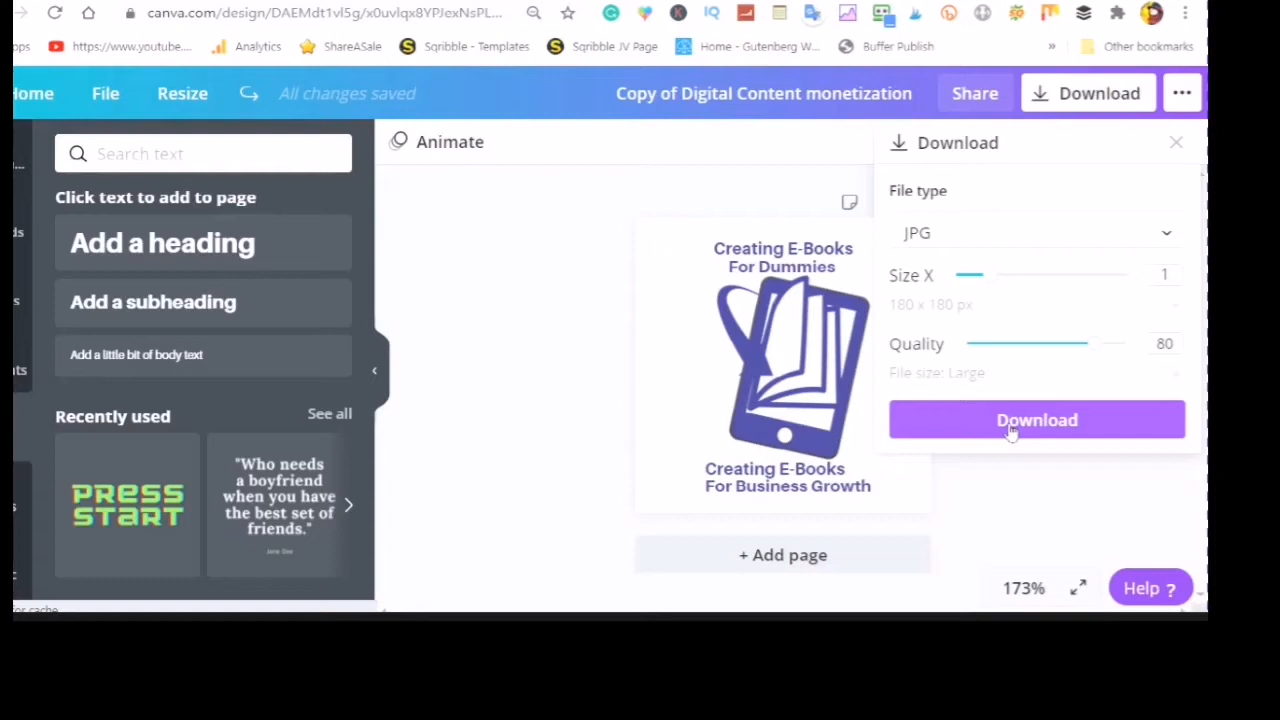 canva.com/design/DAEMdt1vl5g/x0uvlqx8YPJexNsPL...
ops https://www.youtube.... Analytics ShareASale Sqribble - Templates Sqribble JV Page Home - Gutenberg W... Buffer Publish » Other bookmarks
Home File Resize All changes saved Copy of Digital Content monetization Share Download ...
Search text
Animate
Download
Click text to add to page
File type
Add a heading
JPG
Add a subheading
Size X 1
180 x 180 px
Add a little bit of body text
Quality 80
File size: Large
Download
Recently used See all
"Who needs
a boyfriend
when you have
the best set of
friends."
Jane Doe
PRESS
START
Creating E-Books
For Dummies
Creating E-Books
For Business Growth
+ Add page
173%
Help ?
for cache